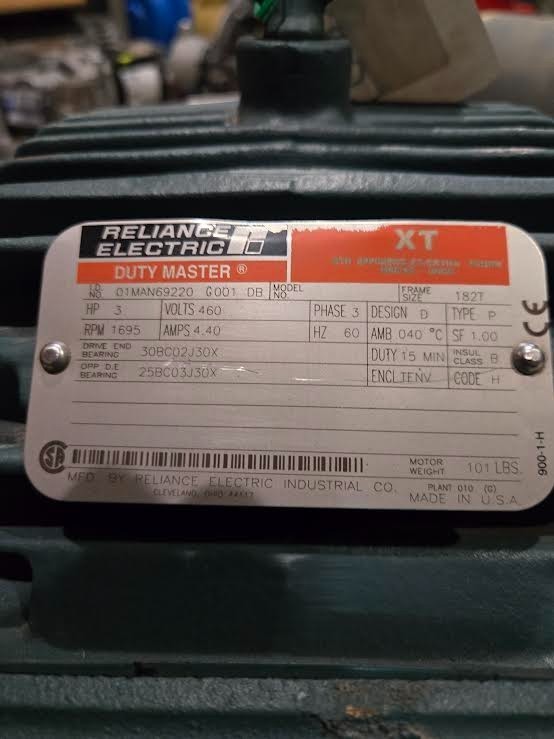 RELIANCE
ELECTRIC
DUTY MASTER ®
XT
I.D. NO. 01MAN69220 G001 DB MODEL NO. FRAME SIZE 182T
HP 3 VOLTS 460 PHASE 3 DESIGN D TYPE P
RPM 1695 AMPS 4.40 HZ 60 AMB 040 °C SF 1.00
DRIVE END BEARING 30BC02J30X DUTY 15 MIN INSUL CLASS B
OPP D.E BEARING 25BC03J30X ENCL TENV CODE H
CE
SA MOTOR WEIGHT 101 LBS.
MFD. BY RELIANCE ELECTRIC INDUSTRIAL CO. PLANT 010 (G)
CLEVELAND, OHIO 44117 MADE IN U.S.A
900-1-H